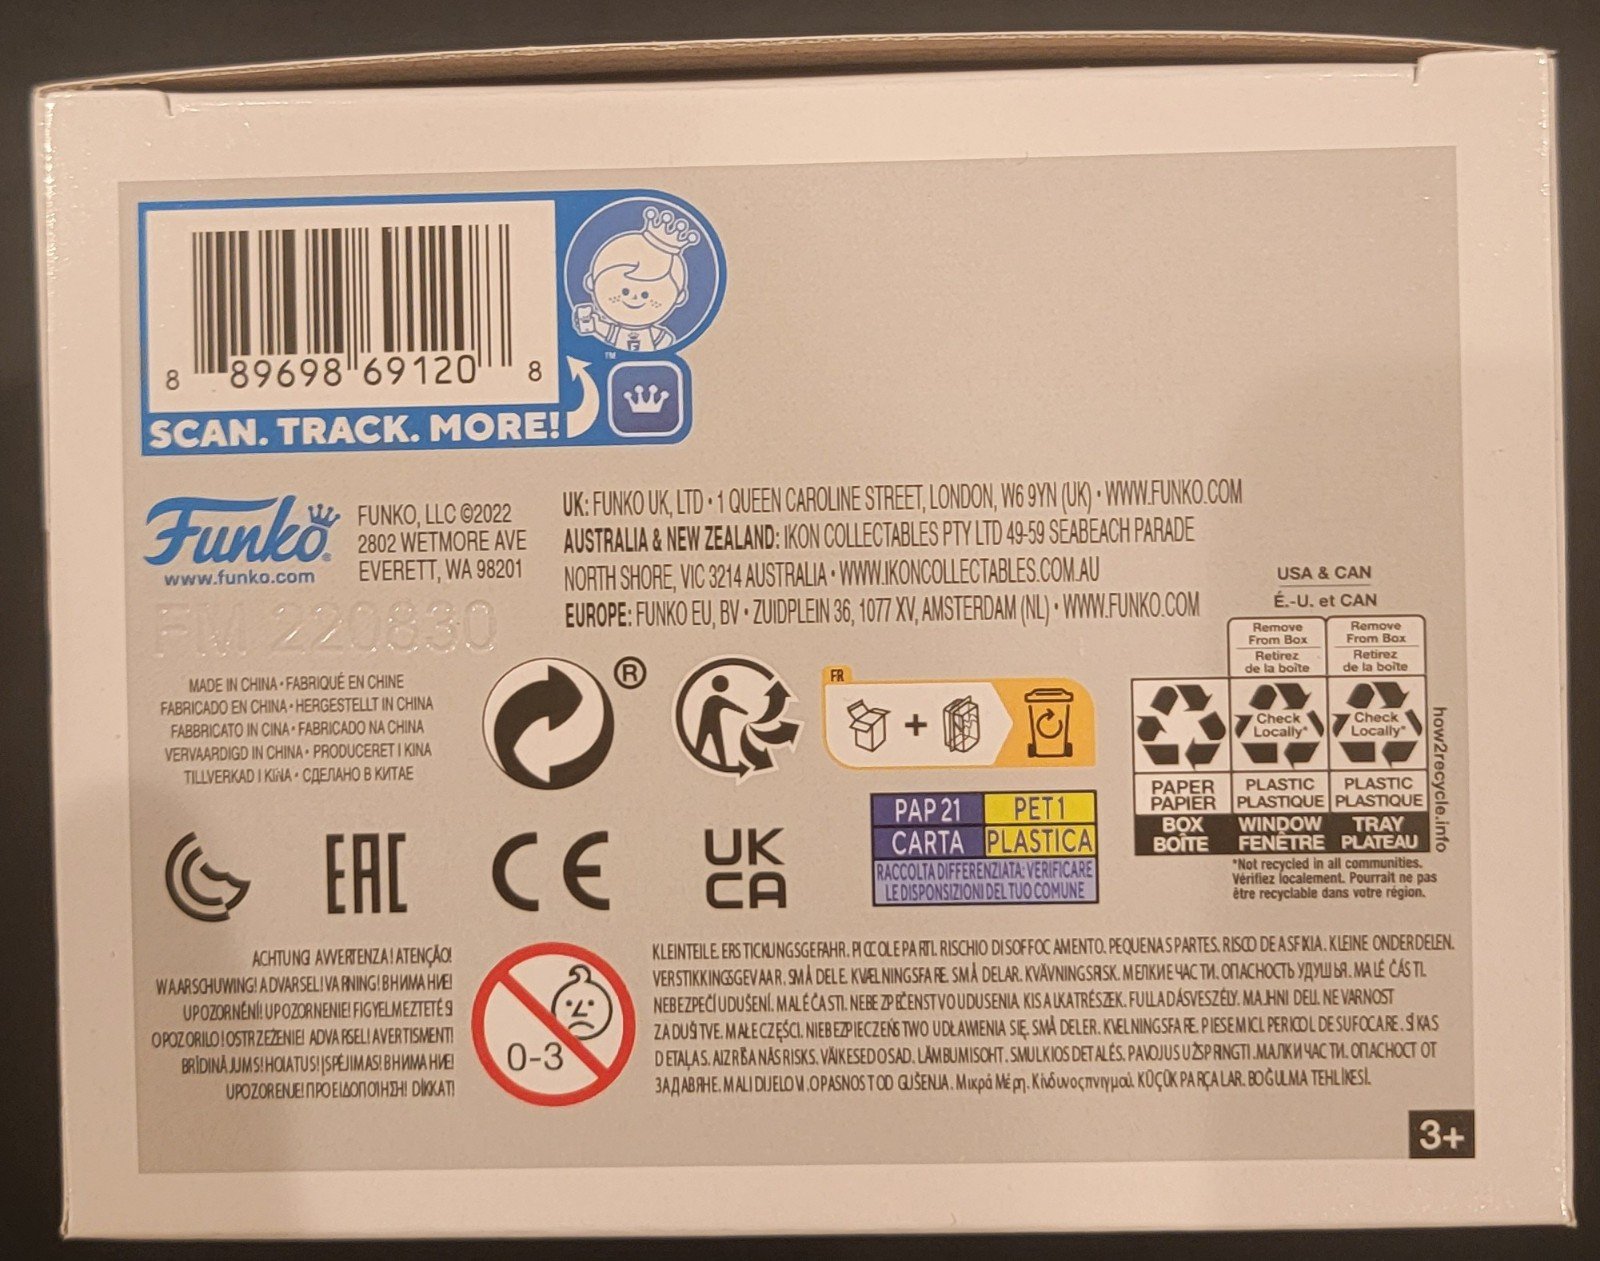 8 89698 69120 8
SCAN. TRACK. MORE!
TM
Funko®
www.funko.com
FUNKO, LLC ©2022
2802 WETMORE AVE
EVERETT, WA 98201
UK: FUNKO UK, LTD • 1 QUEEN CAROLINE STREET, LONDON, W6 9YN (UK) • WWW.FUNKO.COM
AUSTRALIA & NEW ZEALAND: IKON COLLECTABLES PTY LTD 49-59 SEABEACH PARADE
NORTH SHORE, VIC 3214 AUSTRALIA • WWW.IKONCOLLECTABLES.COM.AU
EUROPE: FUNKO EU, BV • ZUIDPLEIN 36, 1077 XV, AMSTERDAM (NL) • WWW.FUNKO.COM
FM 220830
MADE IN CHINA • FABRIQUÉ EN CHINE
FABRICADO EN CHINA • HERGESTELLT IN CHINA
FABBRICATO IN CINA • FABRICADO NA CHINA
VERVAARDIGD IN CHINA • PRODUCERET I KINA
TILLVERKAD I KINA • СДЕЛАНО В КИТАЕ
®
FR
+
USA & CAN
É.-U. et CAN
Remove
From Box
Retirez
de la boîte
Remove
From Box
Retirez
de la boîte
Check
Locally*
Check
Locally*
PAPER
PAPIER
PLASTIC
PLASTIQUE
PLASTIC
PLASTIQUE
BOX
BOÎTE
WINDOW
FENÊTRE
TRAY
PLATEAU
how2recycle.info
*Not recycled in all communities.
Vérifiez localement. Pourrait ne pas
être recyclable dans votre région.
PAP 21
CARTA
PET1
PLASTICA
RACCOLTA DIFFERENZIATA: VERIFICARE
LE DISPONSIZIONI DEL TUO COMUNE
EAC
CE
UK
CA
ACHTUNG! AVVERTENZA! ATENÇÃO!
WAARSCHUWING! ADVARSEL! VARNING! ВНИМАНИЕ!
UPOZORNĚNÍ! UPOZORNENIE! FIGYELMEZTETÉS!
OPOZORILO! OSTRZEŻENIE! ADVARSEL! AVERTISMENT!
BRĪDINĀJUMS! HOIATUS! ĮSPĖJIMAS! ВНИМАНИЕ!
UPOZORENJE! ΠΡΟΕΙΔΟΠΟΙΗΣΗ! DİKKAT!
0-3
KLEINTEILE. ERSTICKUNGSGEFAHR. PICCOLE PARTI. RISCHIO DI SOFFOCAMENTO. PEQUENAS PARTES. RISCO DE ASFIXIA. KLEINE ONDERDELEN.
VERSTIKKINGSGEVAAR. SMÅ DELE. KVÆLNINGSFARE. SMÅ DELAR. KVÄVNINGSRISK. МЕЛКИЕ ЧАСТИ. ОПАСНОСТЬ УДУШЬЯ. MALÉ ČÁSTI.
NEBEZPEČÍ UDUŠENÍ. MALÉ ČASTI. NEBEZPEČENSTVO UDUSENIA. KIS ALKATRÉSZEK. FULLADÁSVESZÉLY. MAJHNI DELI. NEVARNOST
ZADUŠITVE. MAŁE CZĘŚCI. NIEBEZPIECZEŃSTWO UDŁAWIENIA SIĘ. SMÅ DELER. KVELNINGSFARE. PIESE MICI. PERICOL DE SUFOCARE. SĪKAS
DETAĻAS. AIZRĪŠANĀS RISKS. VÄIKESED OSAD. LÄMBUMISOHT. SMULKIOS DETALĖS. PAVOJUS UŽSPRINGTI. МАЛКИ ЧАСТИ. ОПАСНОСТ ОТ
ЗАДАВЯНЕ. MALI DIJELOVI. OPASNOST OD GUŠENJA. Μικρά Μέρη. Κίνδυνος πνιγμού. KÜÇÜK PARÇALAR. BOĞULMA TEHLİKESİ.
3+